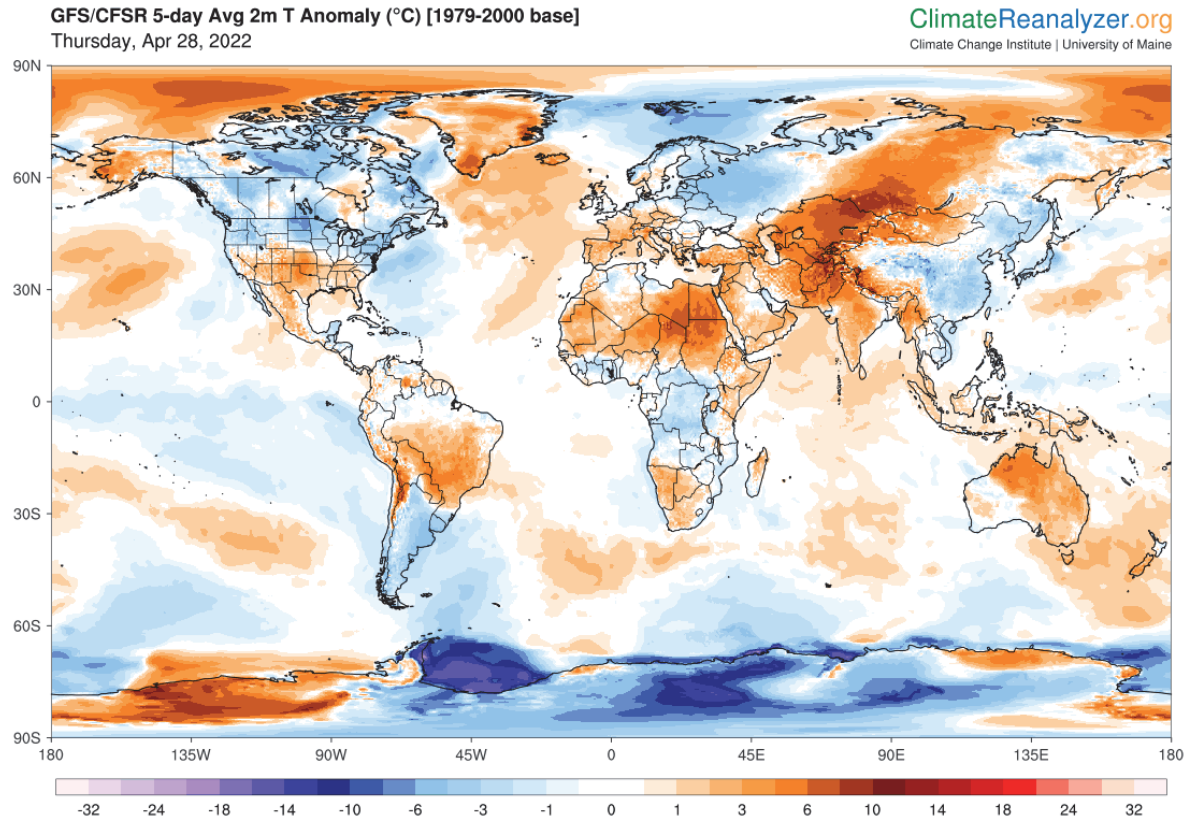 GFS/CFSR 5-day Avg 2m T Anomaly (°C) [1979-2000 base]
Thursday, Apr 28, 2022
ClimateReanalyzer.org
Climate Change Institute | University of Maine
90N
60N
30N
0
30S
60S
90S
180 135W 90W 45W 0 45E 90E 135E 180
-32 -24 -18 -14 -10 -6 -3 -1 0 1 3 6 10 14 18 24 32